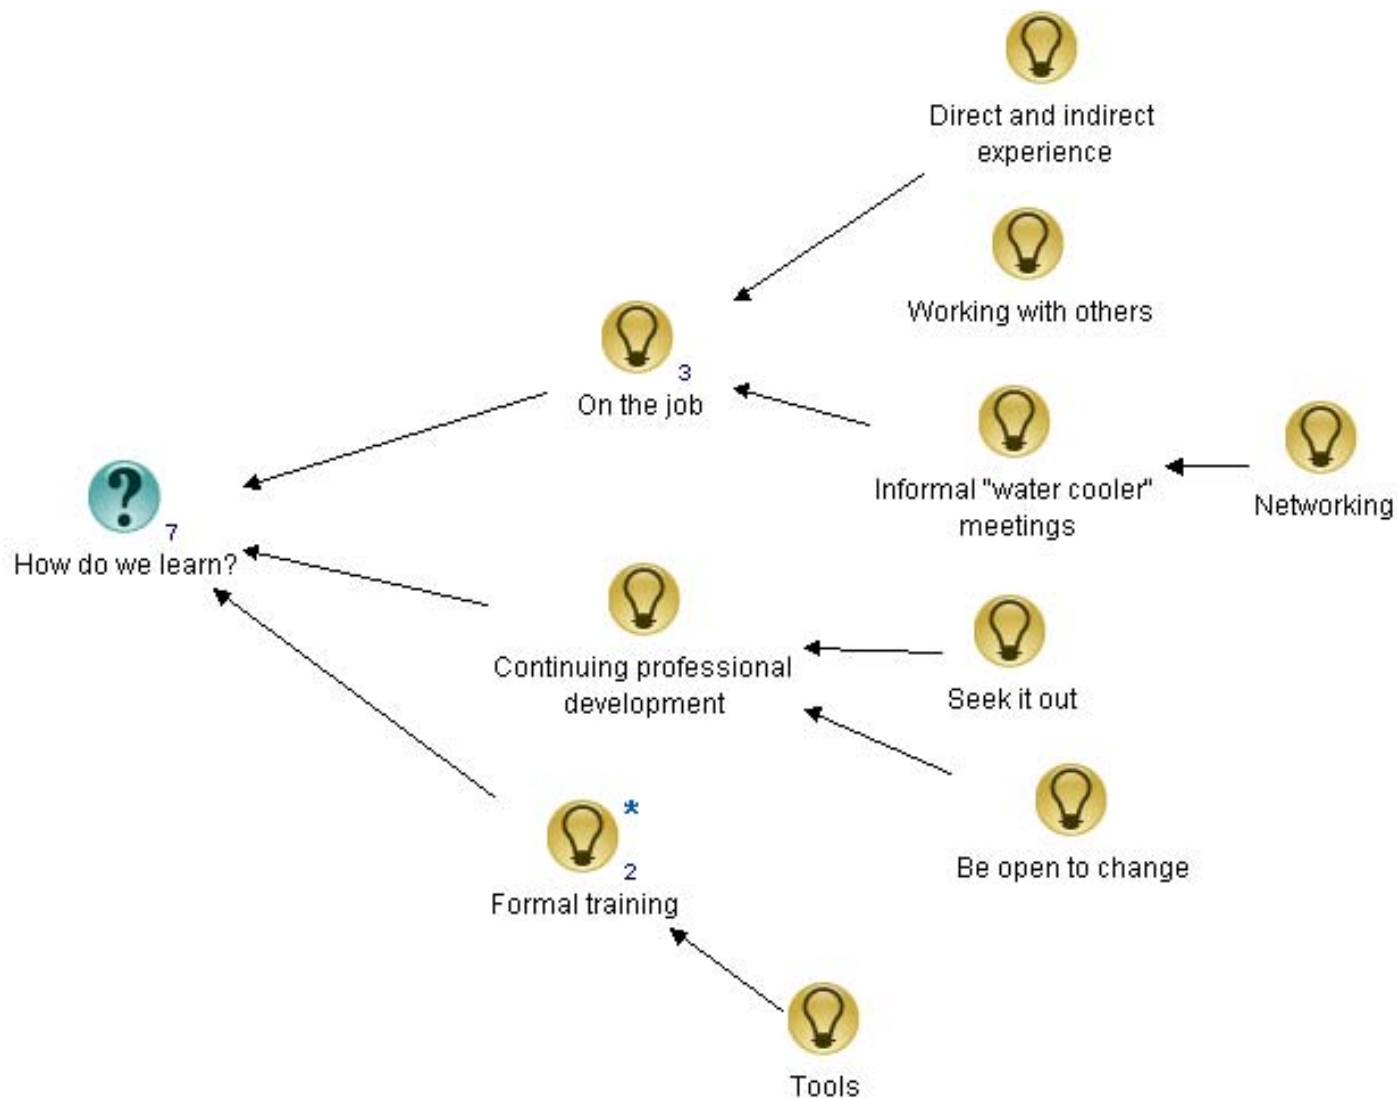 Direct and indirect
experience
Working with others
3
On the job
Informal "water cooler"
meetings
Networking
?
7
How do we learn?
Continuing professional
development
Seek it out
*
2
Formal training
Be open to change
Tools